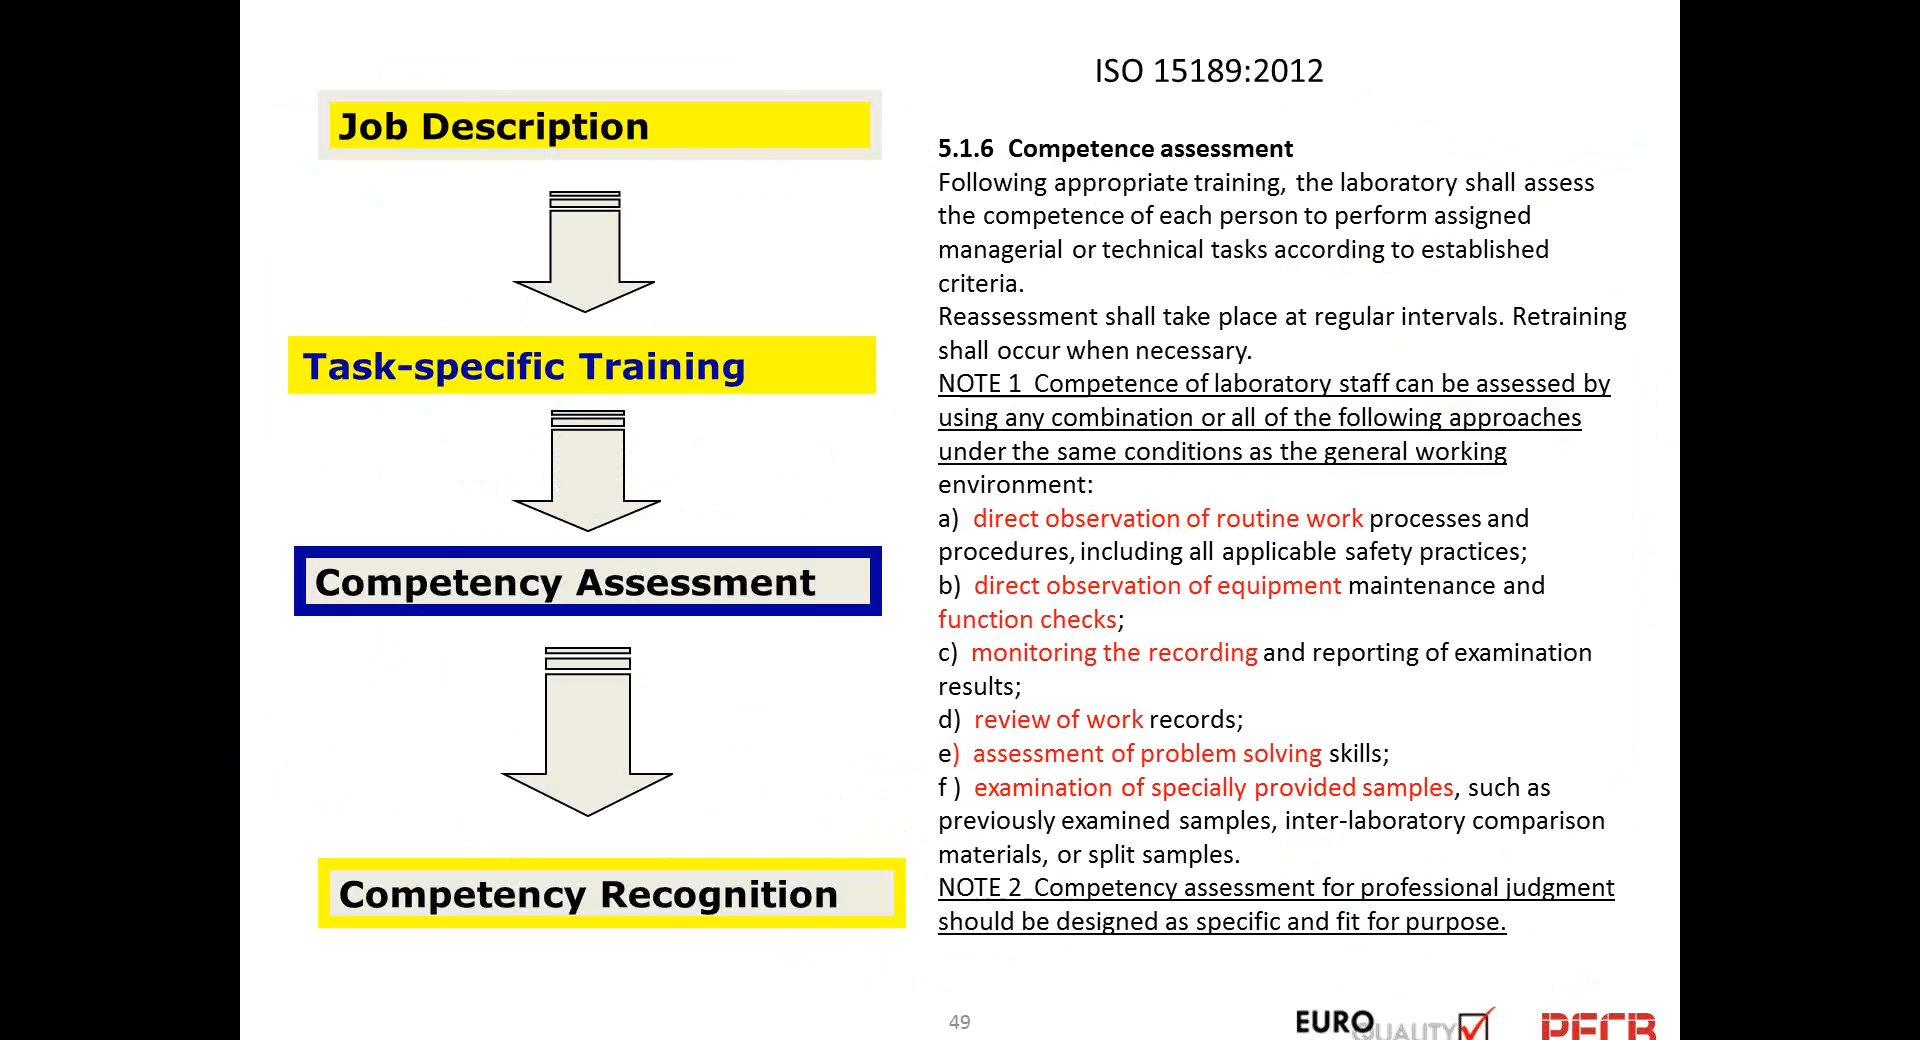 Job Description
Task-specific Training
Competency Assessment
Competency Recognition
ISO 15189:2012
5.1.6 Competence assessment
Following appropriate training, the laboratory shall assess
the competence of each person to perform assigned
managerial or technical tasks according to established
criteria.
Reassessment shall take place at regular intervals. Retraining
shall occur when necessary.
NOTE 1 Competence of laboratory staff can be assessed by
using any combination or all of the following approaches
under the same conditions as the general working
environment:
a) direct observation of routine work processes and
procedures, including all applicable safety practices;
b) direct observation of equipment maintenance and
function checks;
c) monitoring the recording and reporting of examination
results;
d) review of work records;
e) assessment of problem solving skills;
f ) examination of specially provided samples, such as
previously examined samples, inter-laboratory comparison
materials, or split samples.
NOTE 2 Competency assessment for professional judgment
should be designed as specific and fit for purpose.
49
EURO
QUALITY
PECB